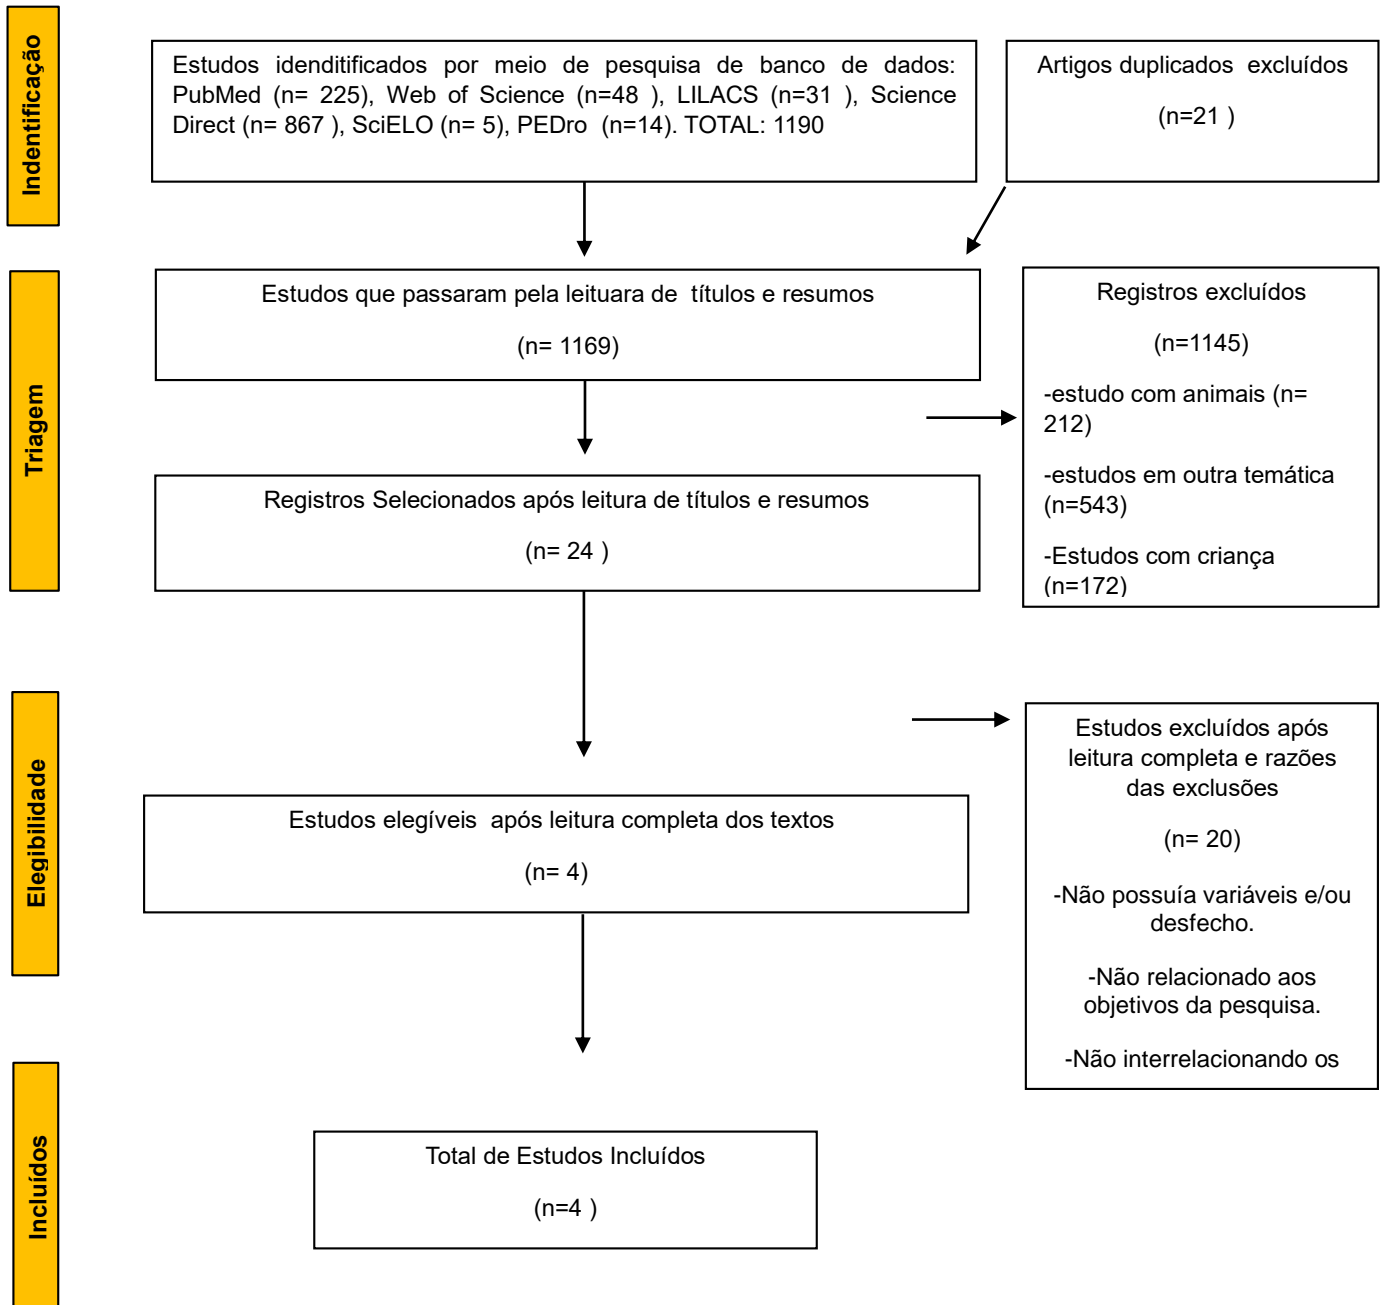 Indentificação
Estudos idenditificados por meio de pesquisa de banco de dados:
PubMed (n= 225), Web of Science (n=48 ), LILACS (n=31 ), Science
Direct (n= 867 ), SciELO (n= 5), PEDro (n=14). TOTAL: 1190
Artigos duplicados excluídos
(n=21 )
Triagem
Estudos que passaram pela leituara de títulos e resumos
(n= 1169)
Registros excluídos
(n=1145)
-estudo com animais (n=
212)
-estudos em outra temática
(n=543)
-Estudos com criança
(n=172)
Registros Selecionados após leitura de títulos e resumos
(n= 24 )
Elegibilidade
Estudos excluídos após
leitura completa e razões
das exclusões
(n= 20)
-Não possuía variáveis e/ou
desfecho.
-Não relacionado aos
objetivos da pesquisa.
-Não interrelacionando os
Estudos elegíveis após leitura completa dos textos
(n= 4)
Incluídos
Total de Estudos Incluídos
(n=4 )